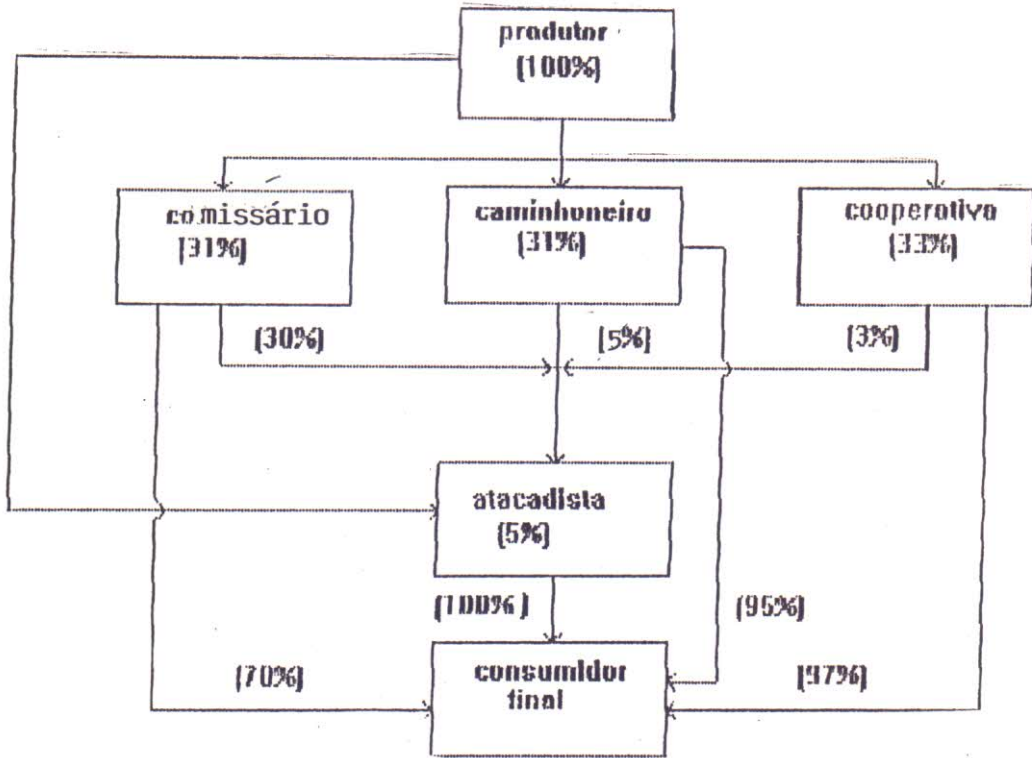 produtor
(100%)
comissário
(31%)
caminhoneiro
(31%)
cooperativa
(33%)
(30%)
(5%)
(3%)
atacadista
(5%)
(100%)
(95%)
(70%)
consumidor
final
(97%)